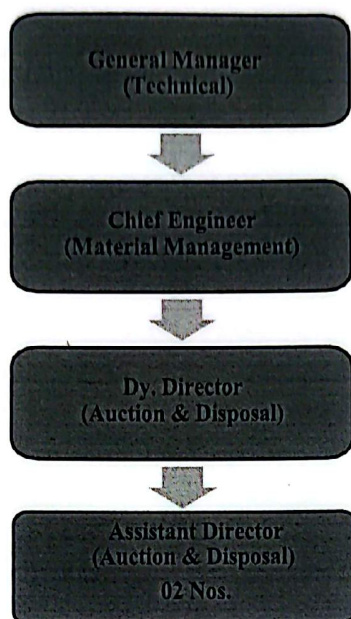 General Manager
(Technical)
Chief Engineer
(Material Management)
Dy. Director
(Auction & Disposal)
Assistant Director
(Auction & Disposal)
02 Nos.